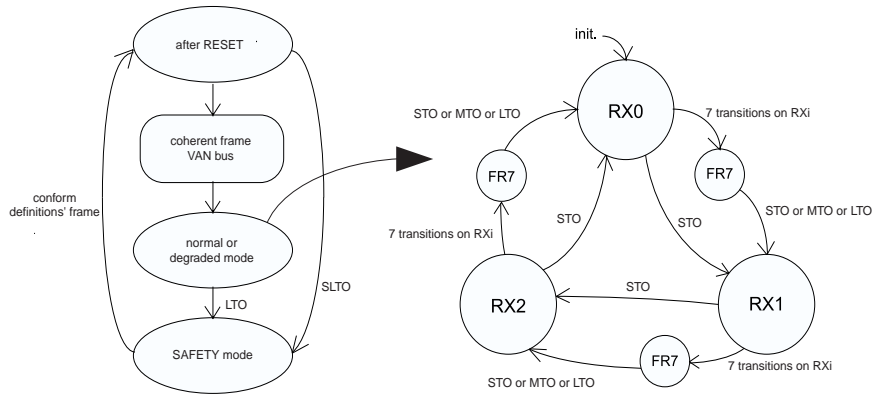 after RESET
coherent frame
VAN bus
conform
definitions' frame
normal or
degraded mode
LTO
SLTO
SAFETY mode
init.
RX0
STO or MTO or LTO
7 transitions on RXi
FR7
FR7
STO
STO
STO or MTO or LTO
7 transitions on RXi
STO
RX2
RX1
FR7
STO or MTO or LTO
7 transitions on RXi